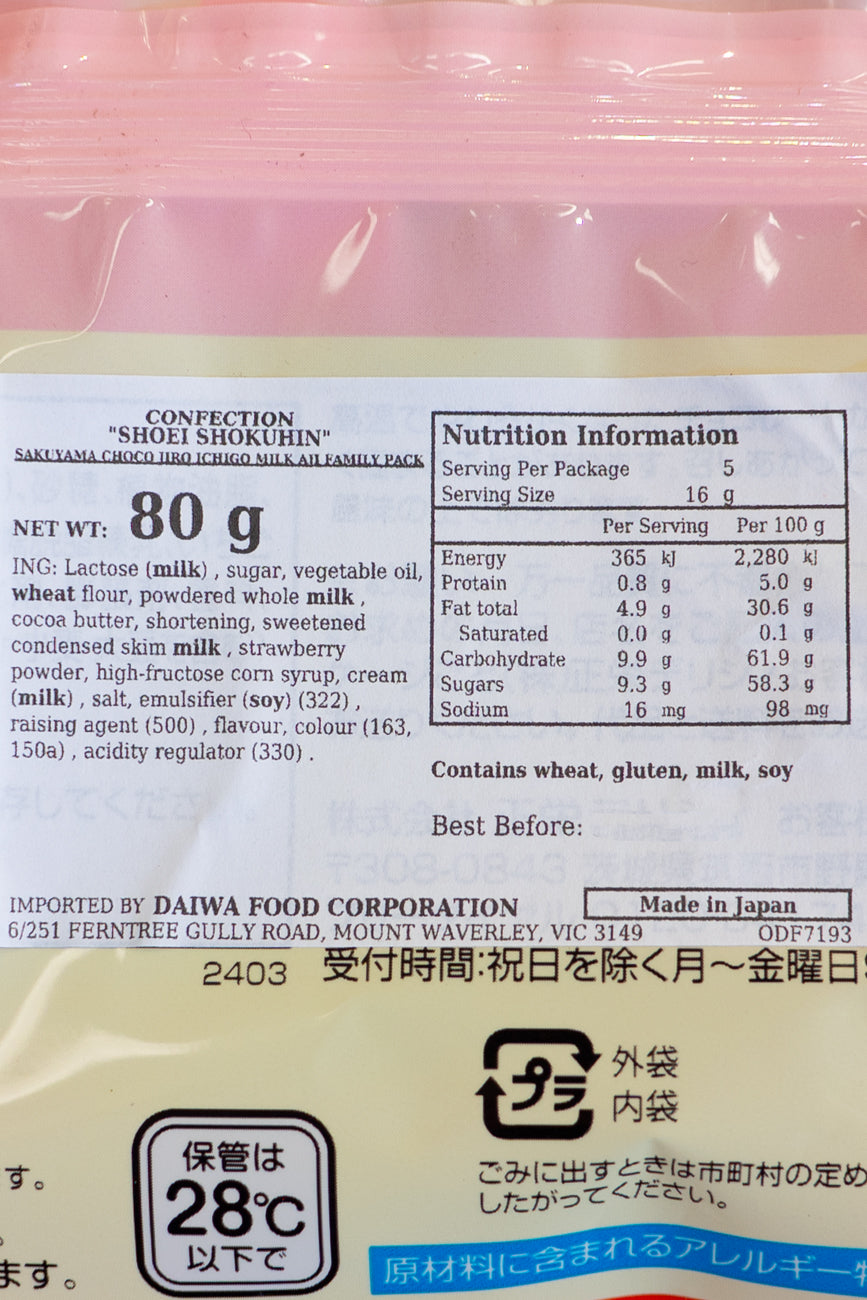 CONFECTION
"SHOEI SHOKUHIN"
SAKUYAMA CHOCO JIRO ICHIGO MILK AJI FAMILY PACK
NET WT: 80 g
ING: Lactose (milk) , sugar, vegetable oil,
wheat flour, powdered whole milk ,
cocoa butter, shortening, sweetened
condensed skim milk , strawberry
powder, high-fructose corn syrup, cream
(milk) , salt, emulsifier (soy) (322) ,
raising agent (500) , flavour, colour (163,
150a) , acidity regulator (330) .
Nutrition Information
Serving Per Package 5
Serving Size 16 g
Per Serving Per 100 g
Energy 365 kJ 2,280 kJ
Protein 0.8 g 5.0 g
Fat total 4.9 g 30.6 g
Saturated 0.0 g 0.1 g
Carbohydrate 9.9 g 61.9 g
Sugars 9.3 g 58.3 g
Sodium 16 mg 98 mg
Contains wheat, gluten, milk, soy
Best Before:
IMPORTED BY DAIWA FOOD CORPORATION
Made in Japan
6/251 FERNTREE GULLY ROAD, MOUNT WAVERLEY, VIC 3149
ODF7193
2403
受付時間:祝日を除く月〜金曜日
プラ
外袋
内袋
ごみに出すときは市町村の定め
したがってください。
保管は
28℃
以下で
す。
ます。
原材料に含まれるアレルギー